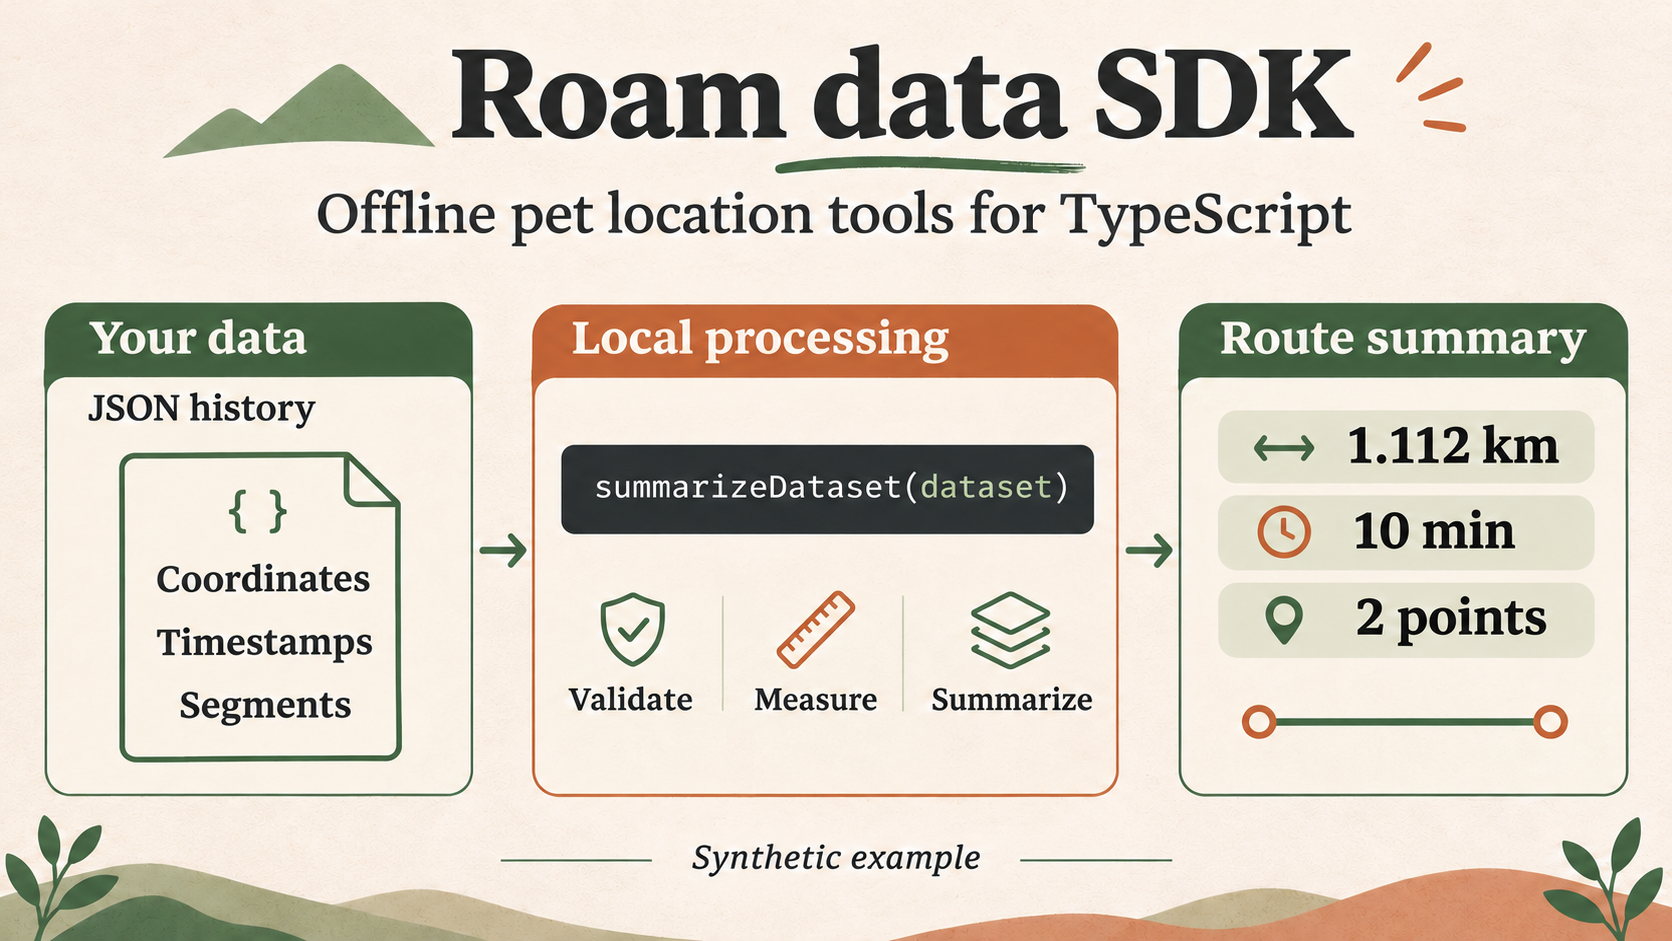 Roam data SDK
Offline pet location tools for TypeScript
Your data
JSON history
{ }
Coordinates
Timestamps
Segments
Local processing
summarizeDataset(dataset)
Validate
Measure
Summarize
Route summary
1.112 km
10 min
2 points
Synthetic example